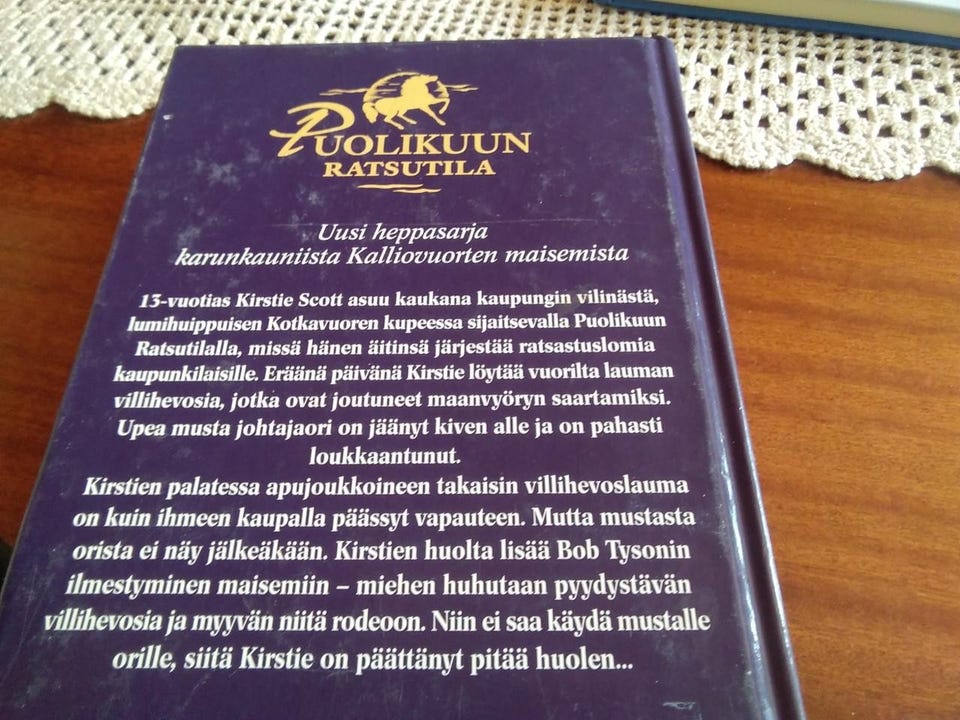 PUOLIKUUN
RATSUTILA
Uusi heppasarja
karunkauniista Kalliovuorten maisemista
13-vuotias Kirstie Scott asuu kaukana kaupungin vilinästä,
lumihuippuisen Kotkavuoren kupeessa sijaitsevalla Puolikuun
Ratsutilalla, missä hänen äitinsä järjestää ratsastuslomia
kaupunkilaisille. Eräänä päivänä Kirstie löytää vuorilta lauman
villihevosia, jotka ovat joutuneet maanvyöryn saartamiksi.
Upea musta johtajaori on jäänyt kiven alle ja on pahasti
loukkaantunut.
Kirstien palatessa apujoukkoineen takaisin villihevoslauma
on kuin ihmeen kaupalla päässyt vapauteen. Mutta mustasta
orista ei näy jälkeäkään. Kirstien huolta lisää Bob Tysonin
ilmestyminen maisemiin – miehen huhutaan pyydystävän
villihevosia ja myyvän niitä rodeoon. Niin ei saa käydä mustalle
orille, siitä Kirstie on päättänyt pitää huolen...